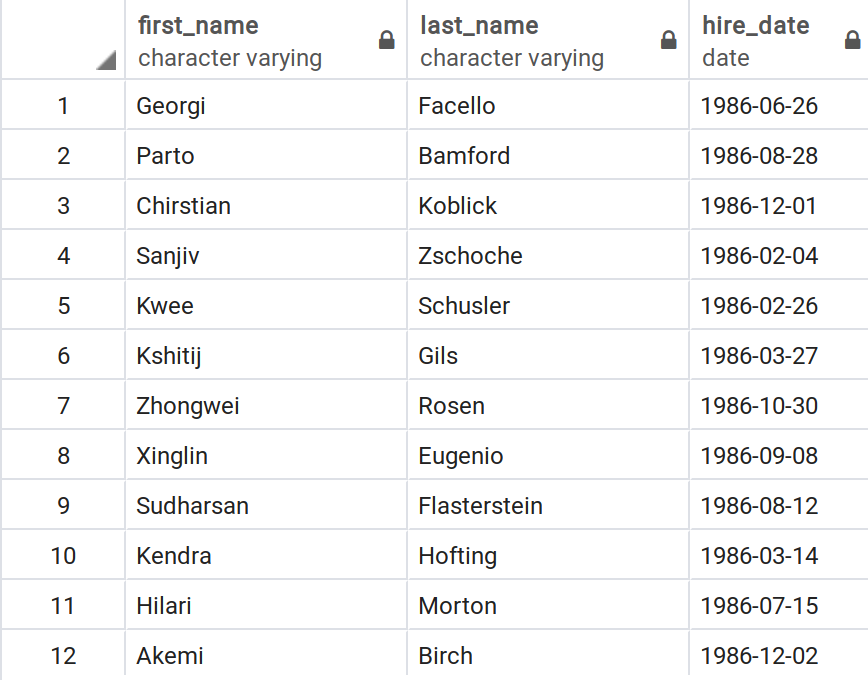 first_name last_name hire_date
character varying character varying date
1 Georgi Facello 1986-06-26
2 Parto Bamford 1986-08-28
3 Chirstian Koblick 1986-12-01
4 Sanjiv Zschoche 1986-02-04
5 Kwee Schusler 1986-02-26
6 Kshitij Gils 1986-03-27
7 Zhongwei Rosen 1986-10-30
8 Xinglin Eugenio 1986-09-08
9 Sudharsan Flasterstein 1986-08-12
10 Kendra Hofting 1986-03-14
11 Hilari Morton 1986-07-15
12 Akemi Birch 1986-12-02